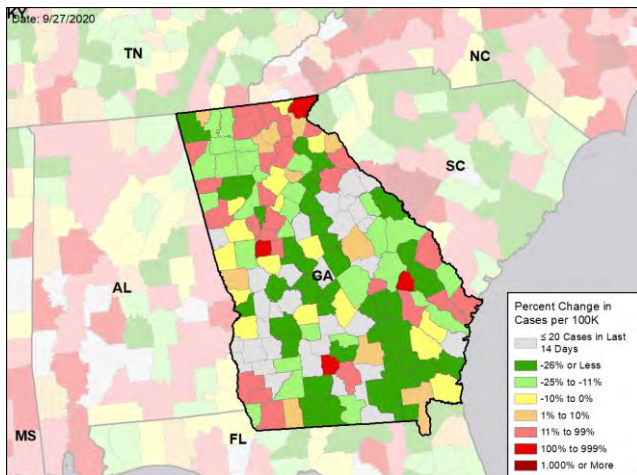 KY
Date: 9/27/2020
TN
NC
SC
AL
GA
MS
FL
Percent Change in
Cases per 100K
≤ 20 Cases in Last
14 Days
-26% or Less
-25% to -11%
-10% to 0%
1% to 10%
11% to 99%
100% to 999%
1,000% or More